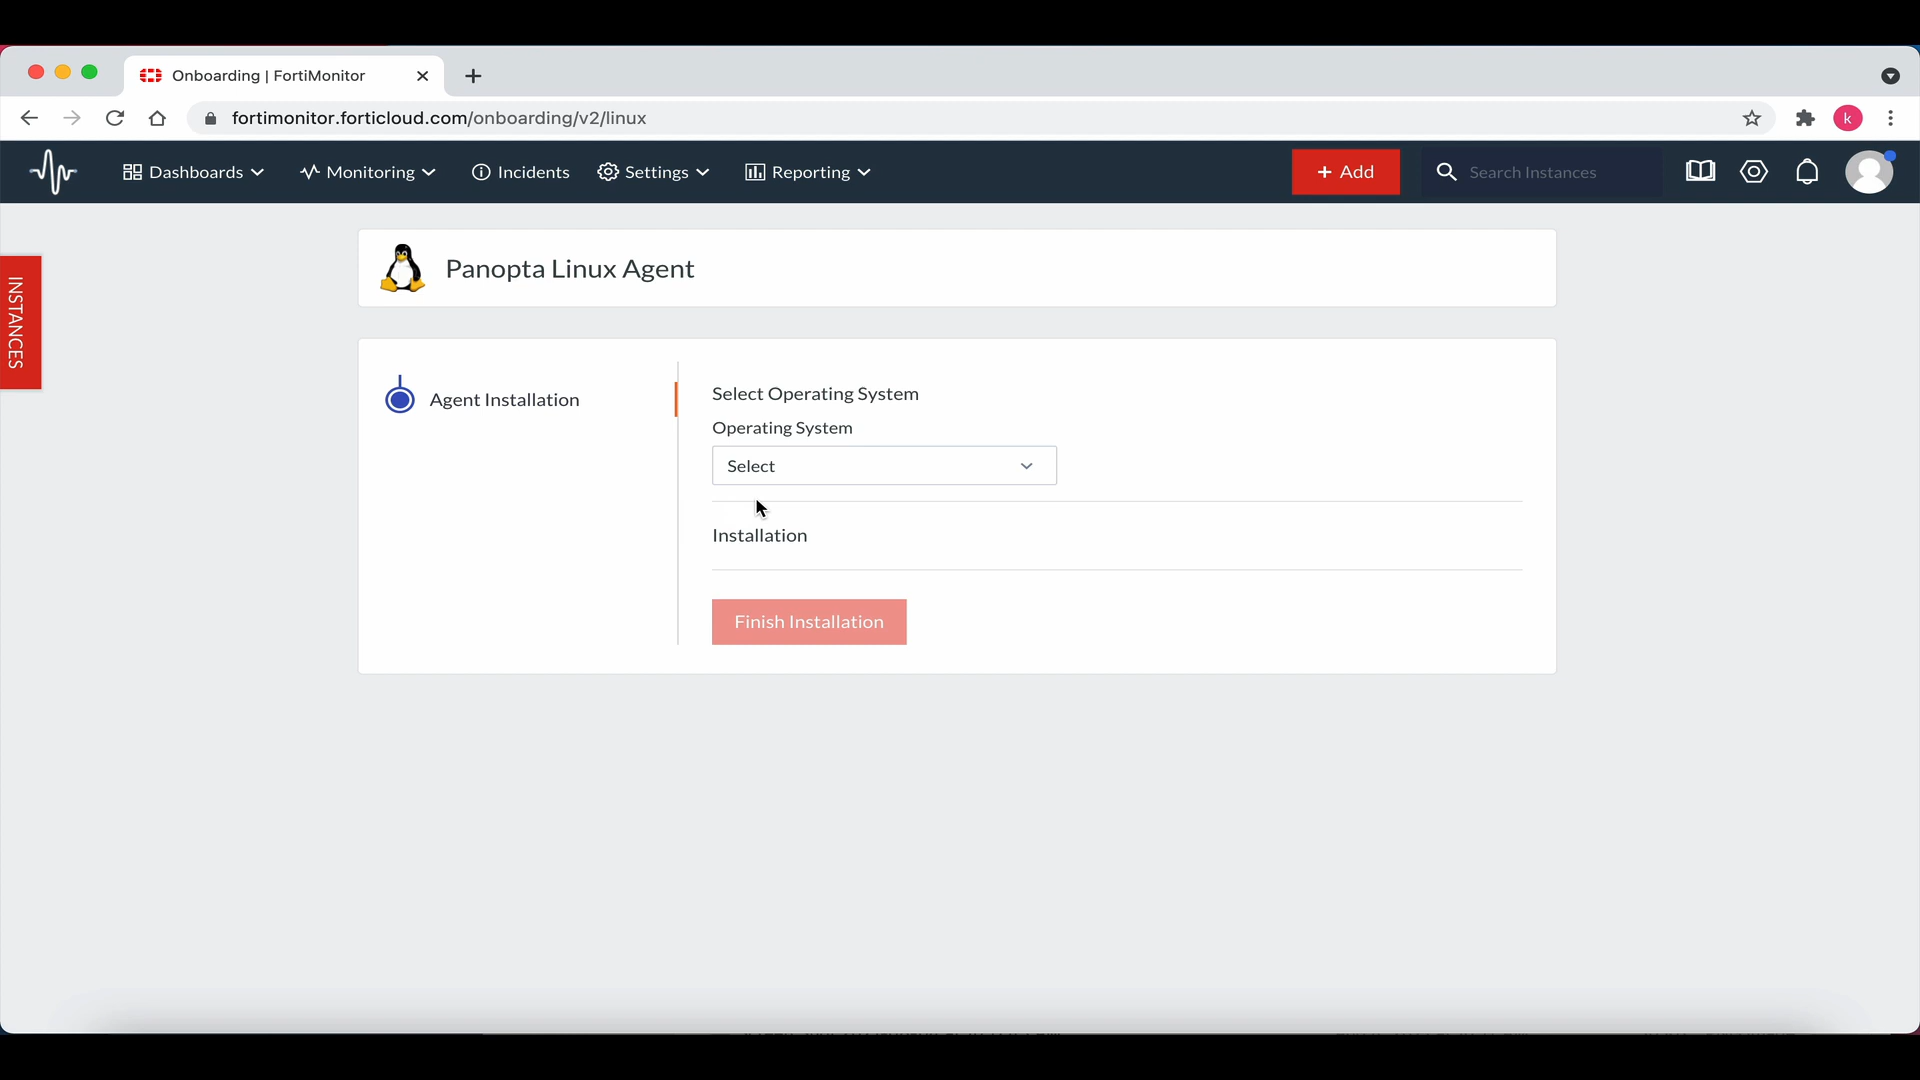 Onboarding | FortiMonitor
fortimonitor.forticloud.com/onboarding/v2/linux
k
Dashboards
Monitoring
Incidents
Settings
Reporting
+ Add
Search Instances
INSTANCES
Panopta Linux Agent
Agent Installation
Select Operating System
Operating System
Select
Installation
Finish Installation